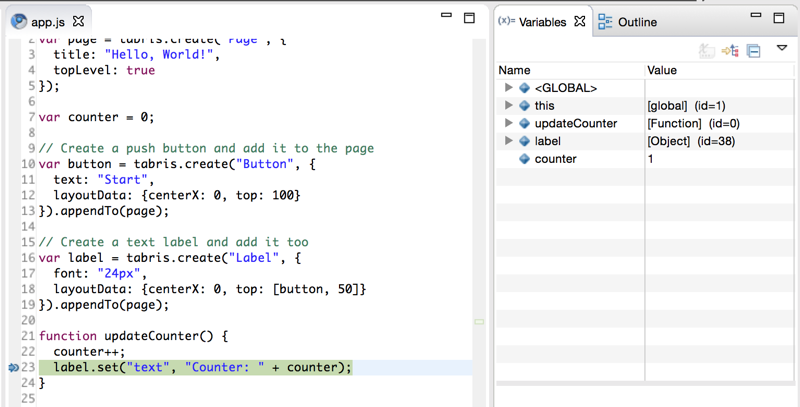 app.js
2 var page = tabris.create("Page", {
3 title: "Hello, World!",
4 topLevel: true
5 });
6
7 var counter = 0;
8
9 // Create a push button and add it to the page
10 var button = tabris.create("Button", {
11 text: "Start",
12 layoutData: {centerX: 0, top: 100}
13 }).appendTo(page);
14
15 // Create a text label and add it too
16 var label = tabris.create("Label", {
17 font: "24px",
18 layoutData: {centerX: 0, top: [button, 50]}
19 }).appendTo(page);
20
21 function updateCounter() {
22 counter++;
23 label.set("text", "Counter: " + counter);
24 }
25
(x)= Variables Outline
Name Value
<GLOBAL>
this [global] (id=1)
updateCounter [Function] (id=0)
label [Object] (id=38)
counter 1